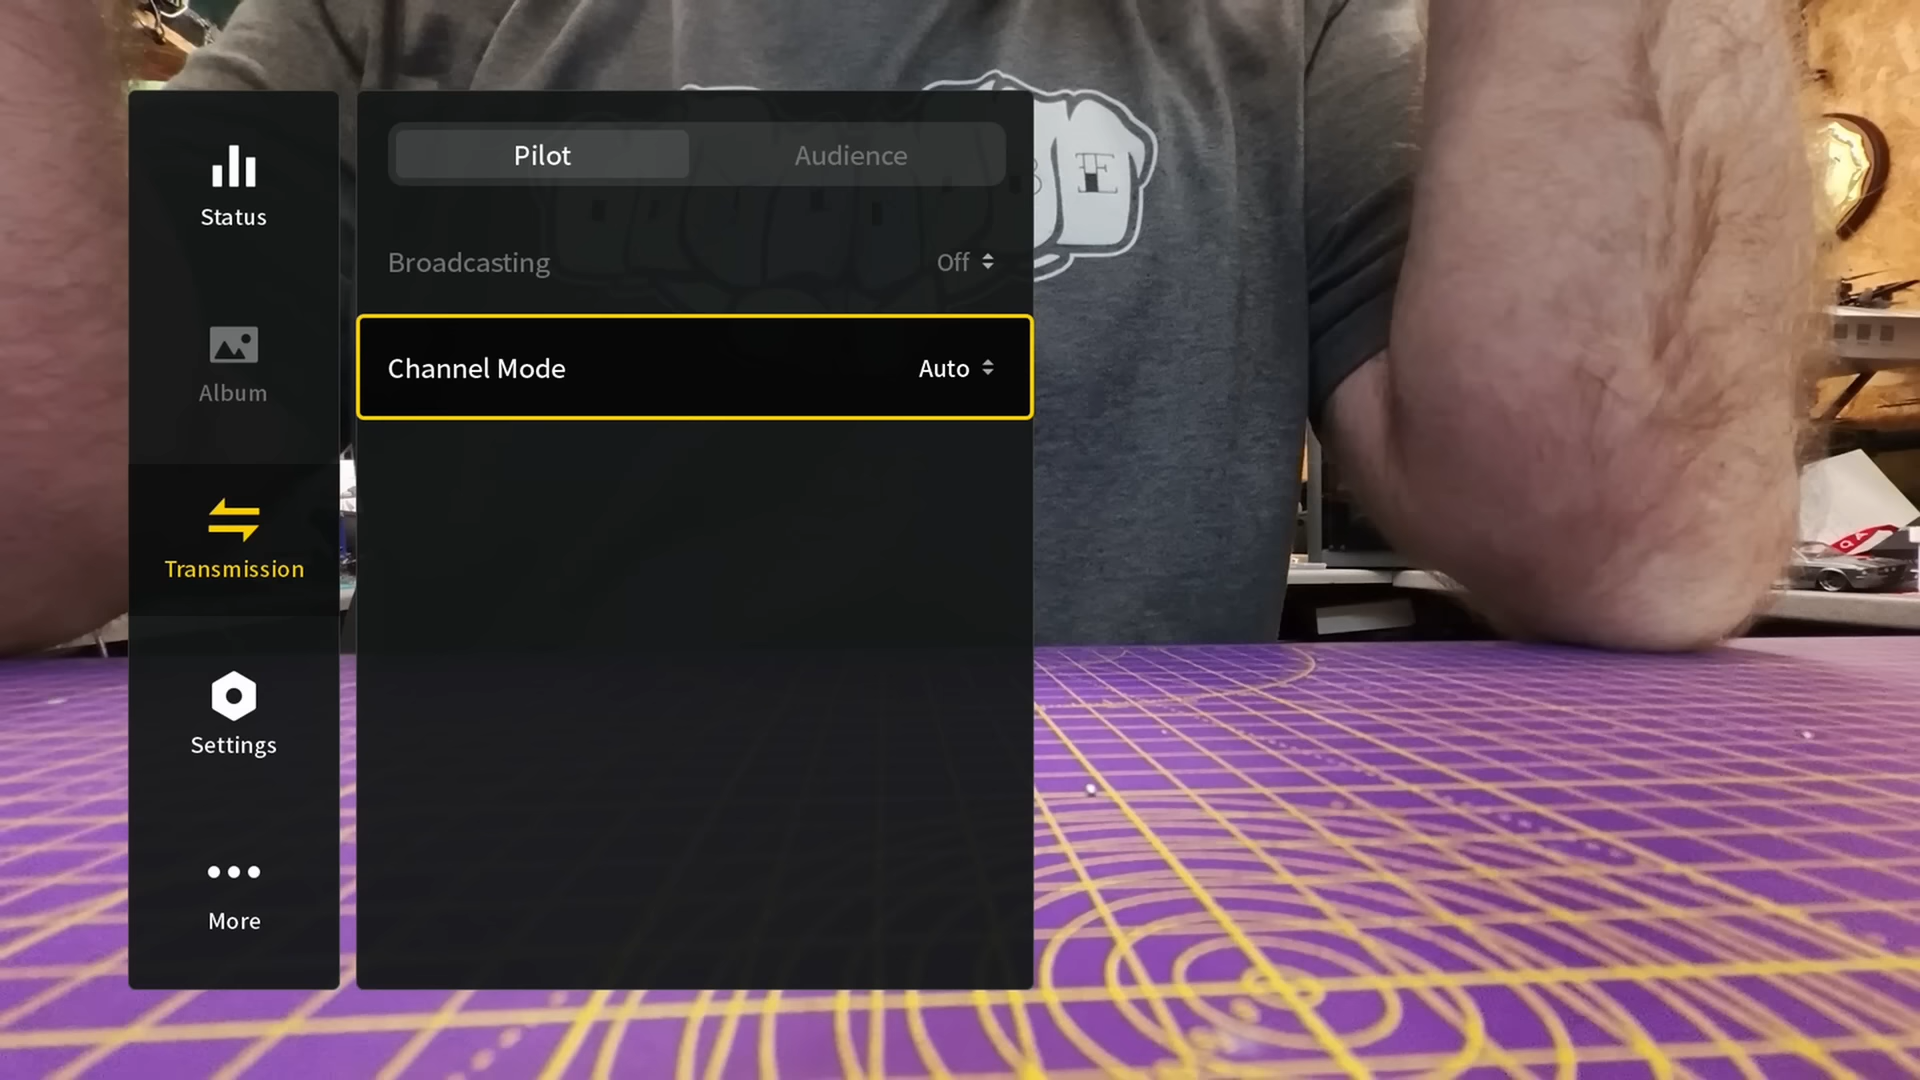 Pilot
Audience
Status
Broadcasting
Off
Channel Mode
Auto
Album
Transmission
Settings
More
E